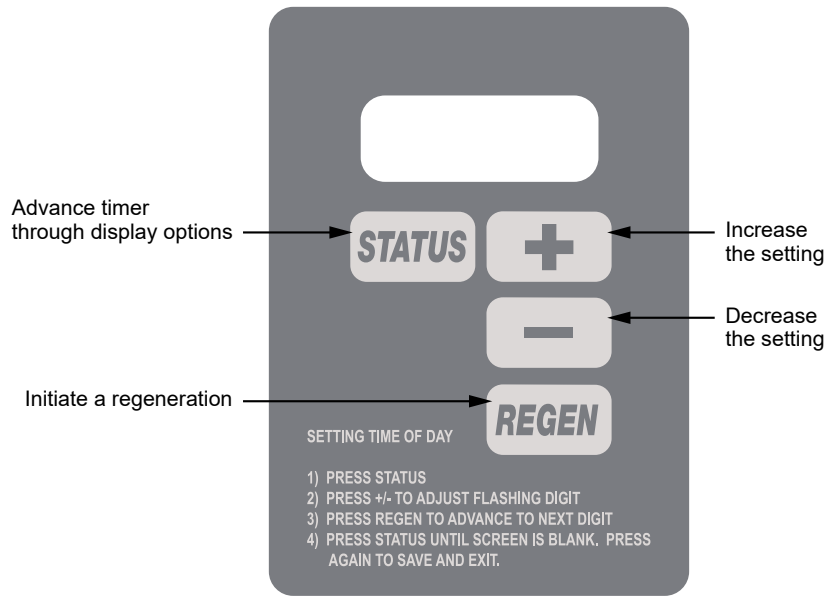 Advance timer
through display options
STATUS
+
Increase
the setting
-
Decrease
the setting
Initiate a regeneration
REGEN
SETTING TIME OF DAY
1) PRESS STATUS
2) PRESS +/- TO ADJUST FLASHING DIGIT
3) PRESS REGEN TO ADVANCE TO NEXT DIGIT
4) PRESS STATUS UNTIL SCREEN IS BLANK. PRESS
AGAIN TO SAVE AND EXIT.